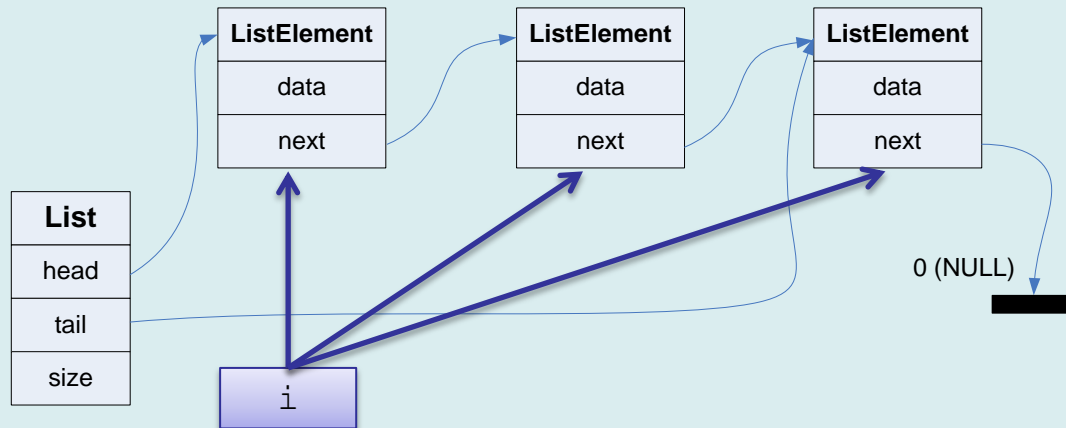 ListElement
data
next
ListElement
data
next
ListElement
data
next
List
head
tail
size
0 (NULL)
i